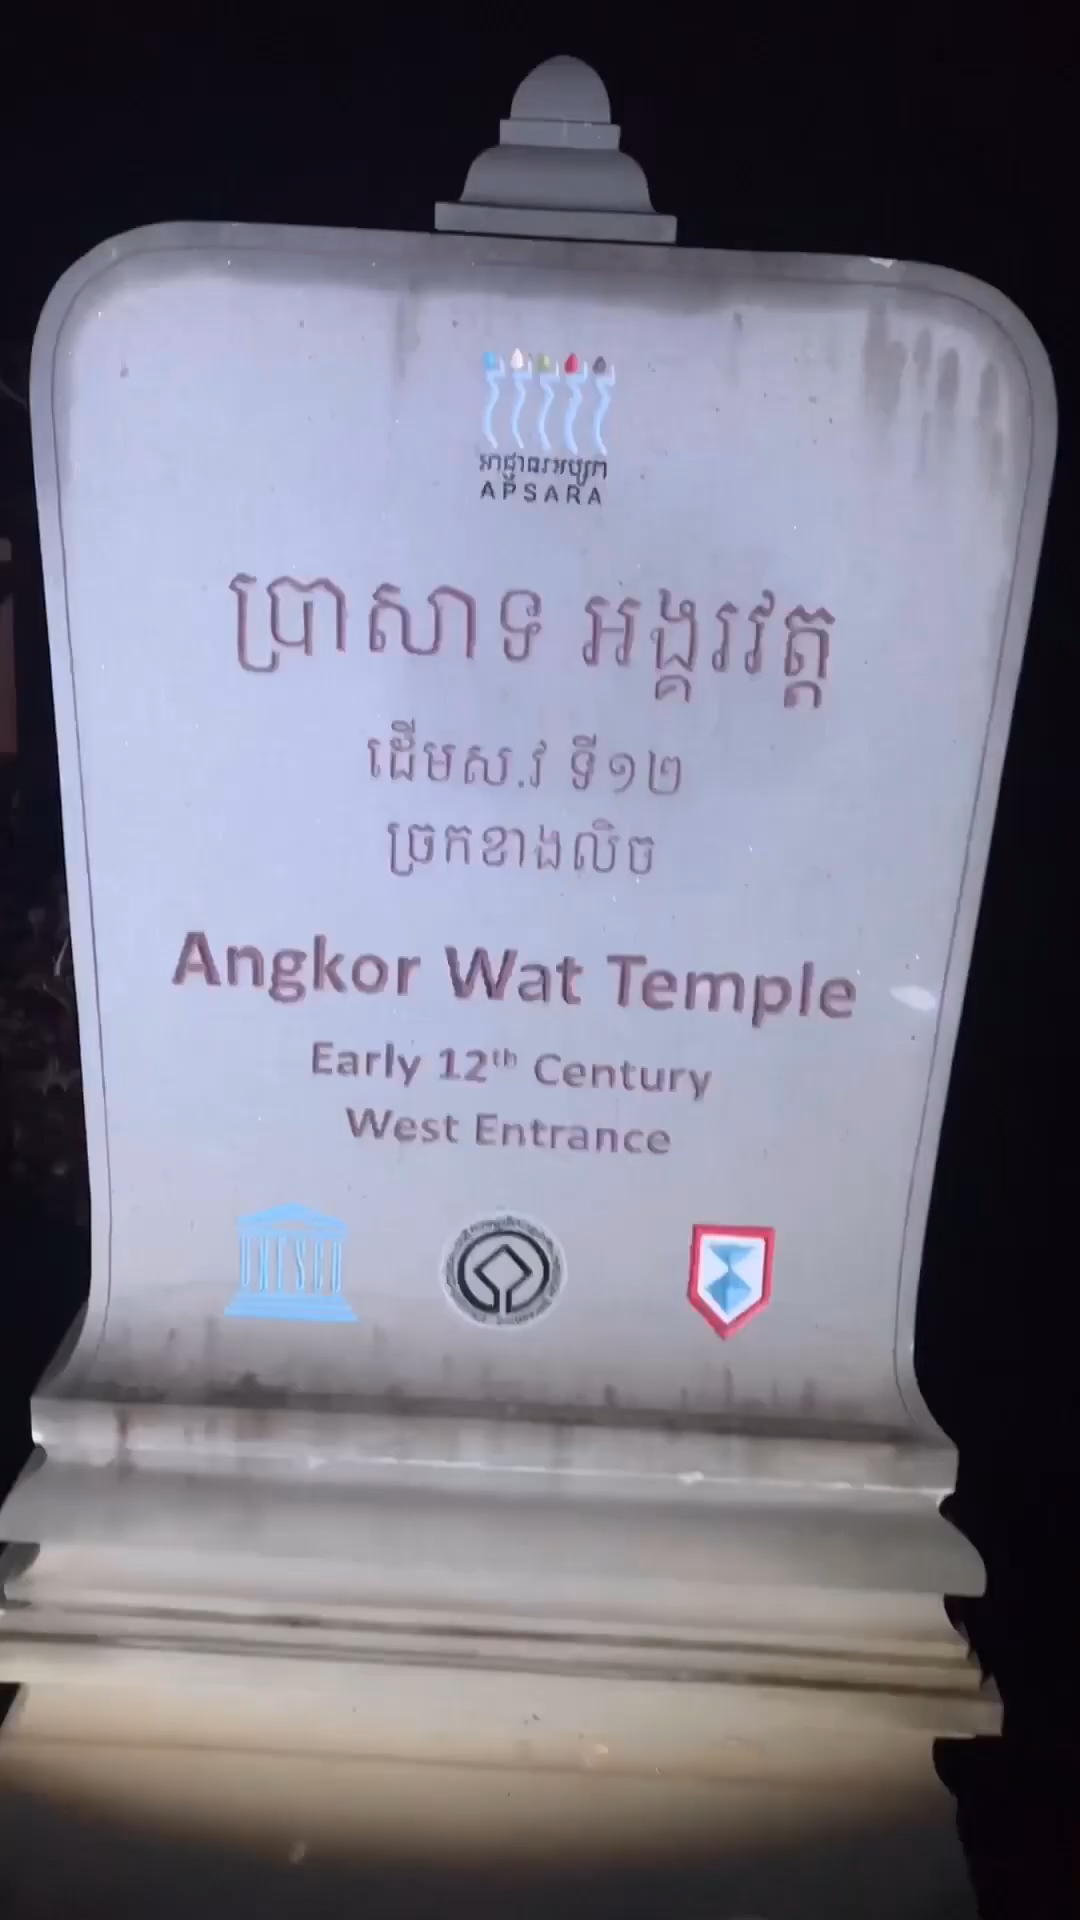 អាជ្ញាធរអប្សរា
APSARA
ប្រាសាទ អង្គរវត្ត
ដើមស.វ ទី១២
ច្រកខាងលិច
Angkor Wat Temple
Early 12th Century
West Entrance
UNESCO